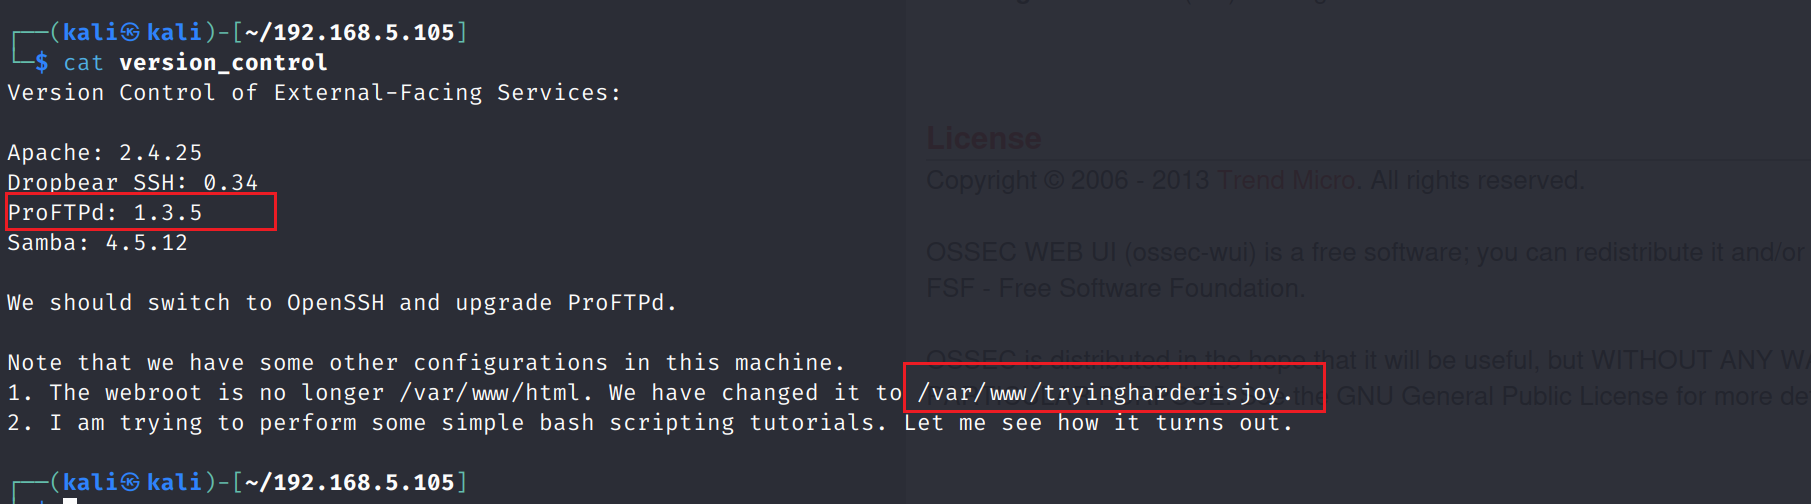 ┌──(kali㉿kali)-[~/192.168.5.105]
└─$ cat version_control
Version Control of External-Facing Services:
Apache: 2.4.25
Dropbear SSH: 0.34
ProFTPd: 1.3.5
Samba: 4.5.12
We should switch to OpenSSH and upgrade ProFTPd.
Note that we have some other configurations in this machine.
1. The webroot is no longer /var/www/html. We have changed it to /var/www/tryingharderisjoy.
2. I am trying to perform some simple bash scripting tutorials. Let me see how it turns out.
┌──(kali㉿kali)-[~/192.168.5.105]
License
Copyright © 2006 - 2013 Trend Micro. All rights reserved.
OSSEC WEB UI (ossec-wui) is a free software; you can redistribute it and/or
FSF - Free Software Foundation.
OSSEC is distributed in the hope that it will be useful, but WITHOUT ANY
the GNU General Public License for more